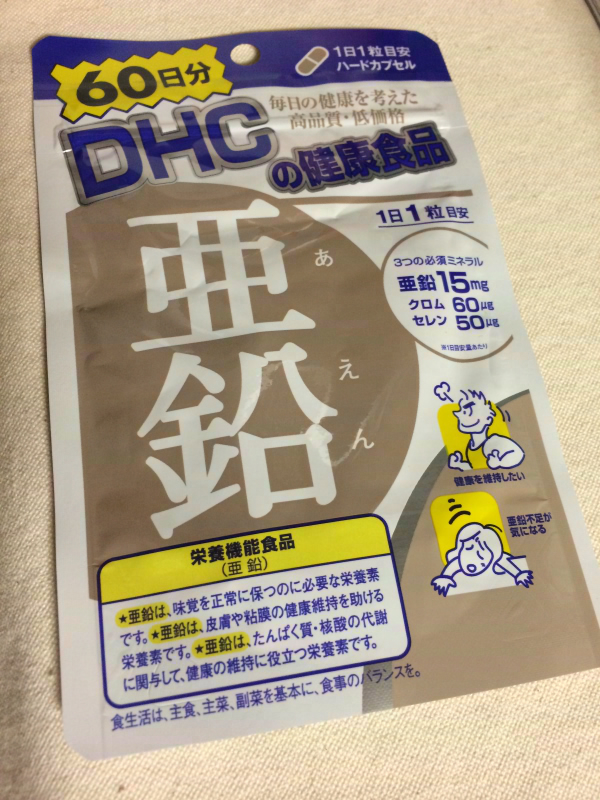 60日分
1日1粒目安
ハードカプセル
毎日の健康を考えた
高品質・低価格
DHCの健康食品
1日1粒目安
亜鉛
あえん
3つの必須ミネラル
亜鉛15mg
クロム 60μg
セレン 50μg
※1日目安量あたり
健康を維持したい
亜鉛不足が
気になる
栄養機能食品
(亜鉛)
★亜鉛は、味覚を正常に保つのに必要な栄養素
です。★亜鉛は、皮膚や粘膜の健康維持を助ける
栄養素です。★亜鉛は、たんぱく質・核酸の代謝
に関与して、健康の維持に役立つ栄養素です。
食生活は、主食、主菜、副菜を基本に、食事のバランスを。